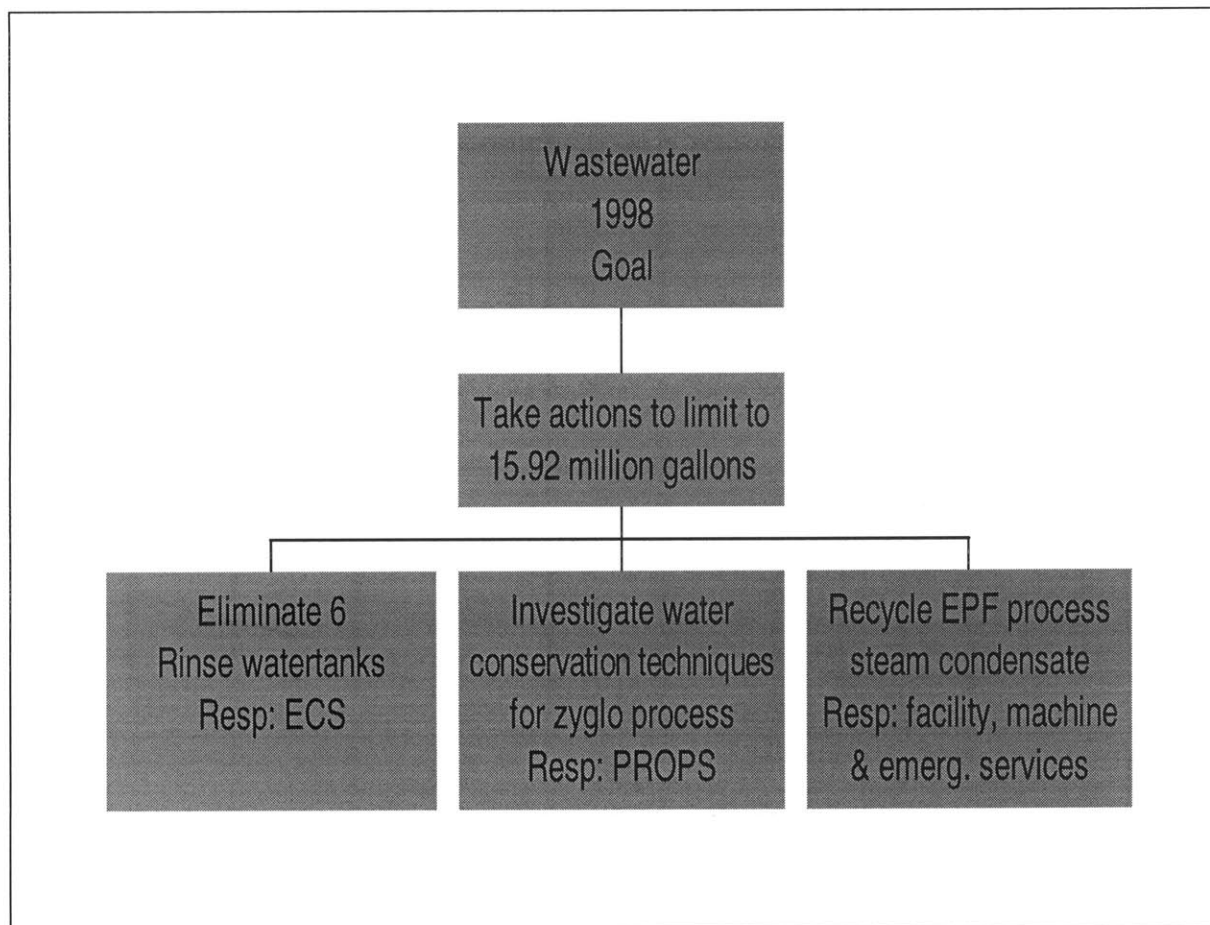 Wastewater
1998
Goal
Take actions to limit to
15.92 million gallons
Eliminate 6
Rinse watertanks
Resp: ECS
Investigate water
conservation techniques
for zyglo process
Resp: PROPS
Recycle EPF process
steam condensate
Resp: facility, machine
& emerg. services